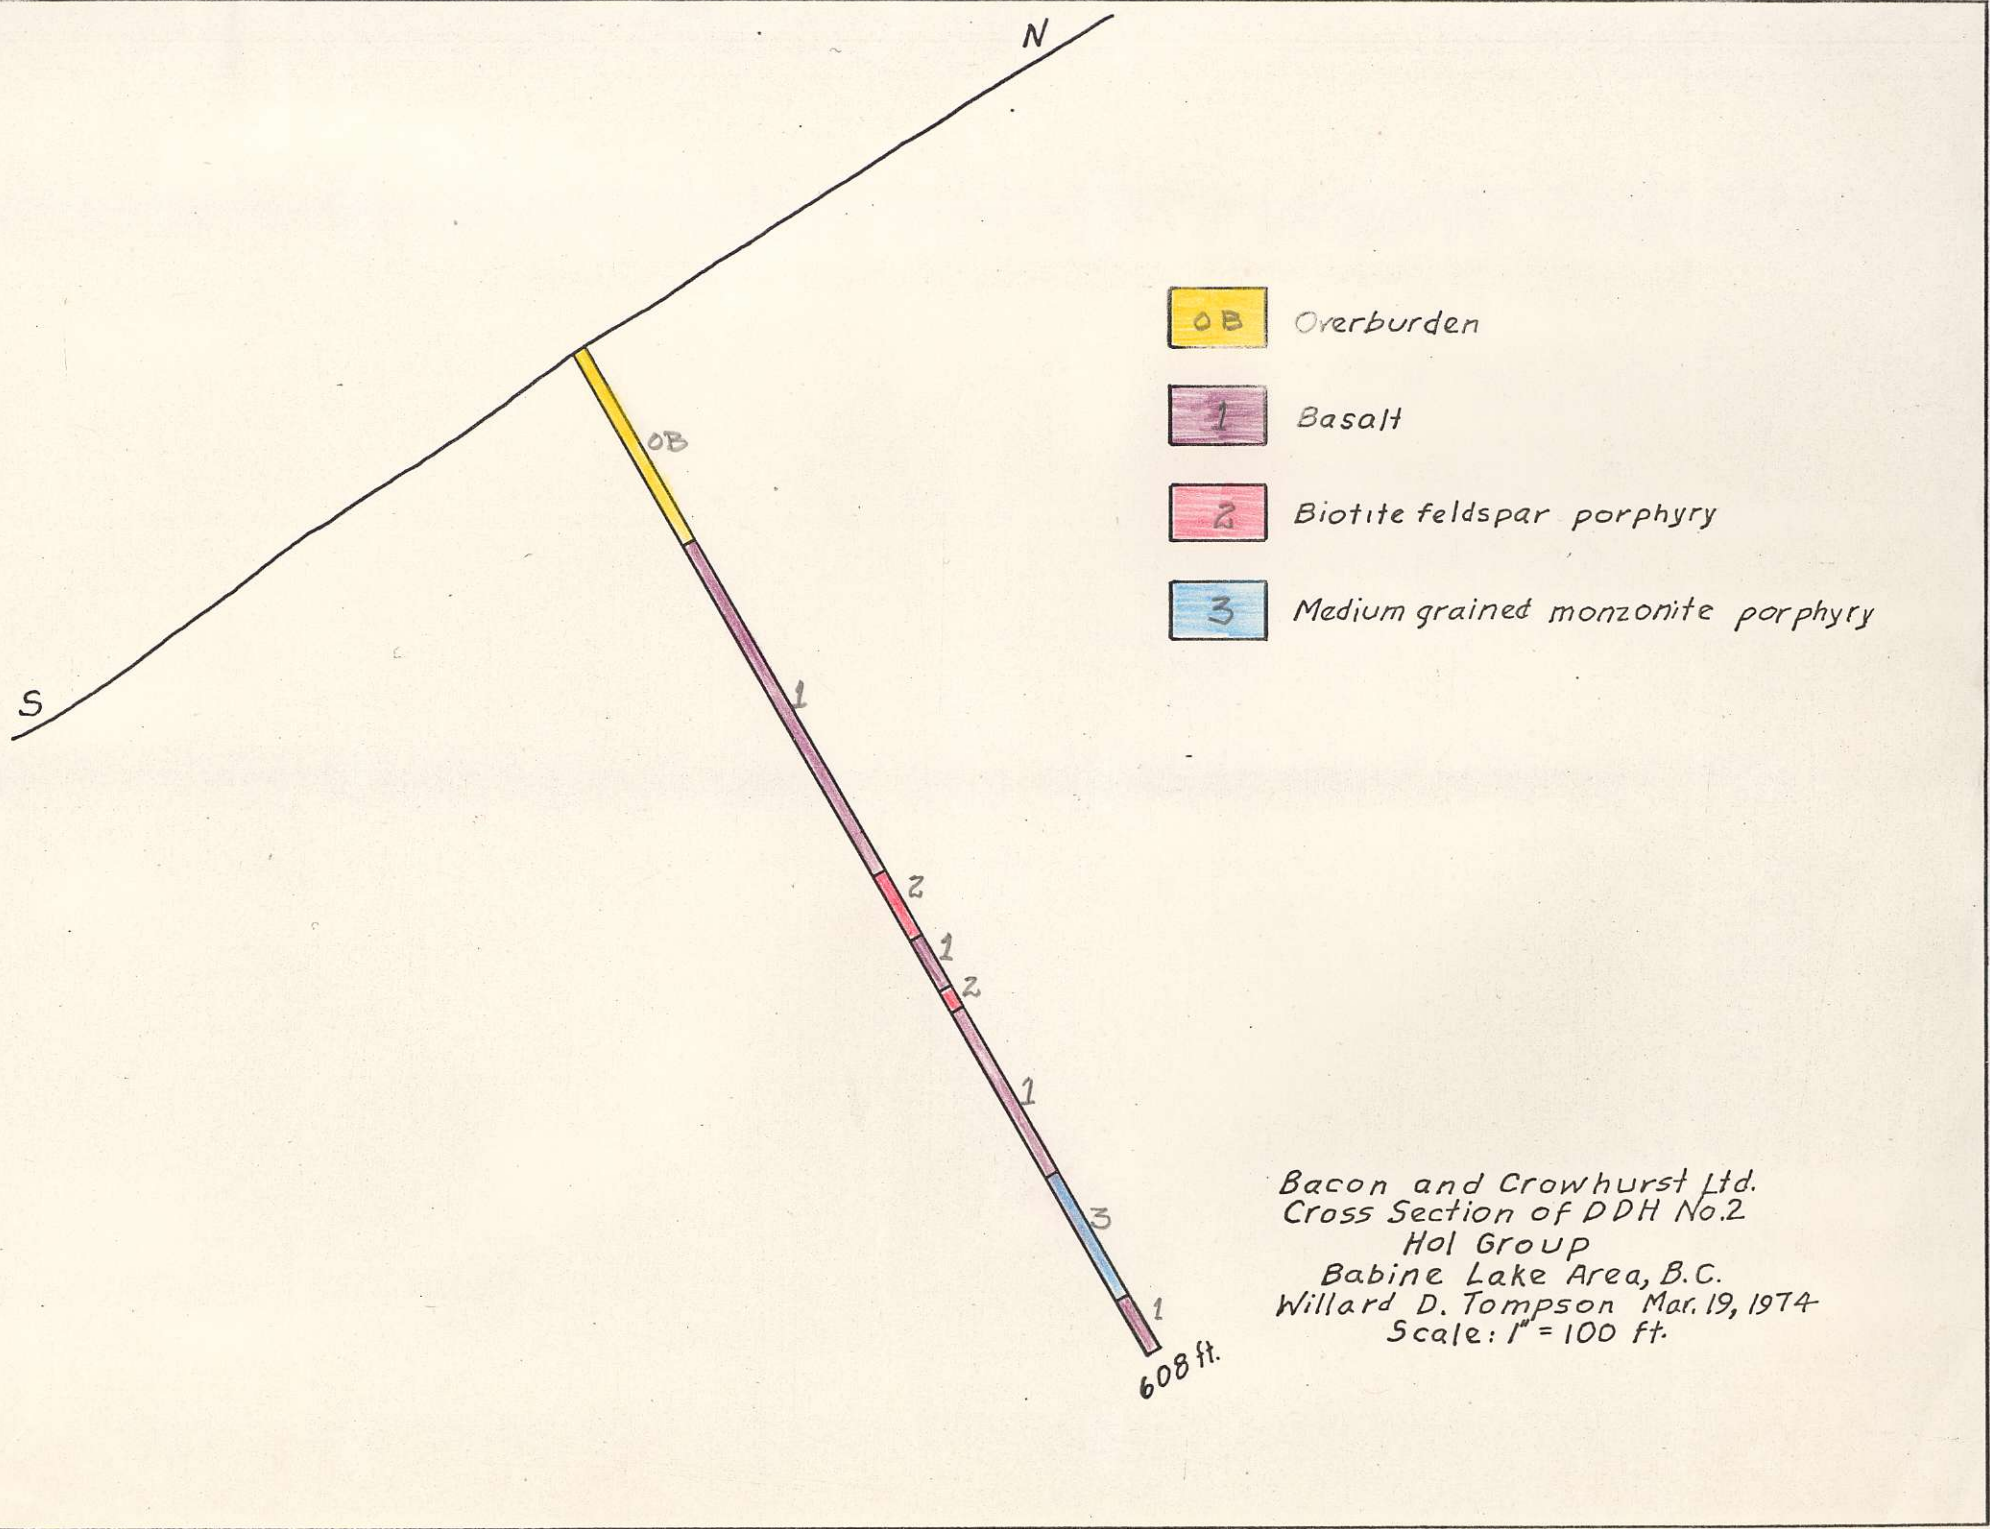 N
S
OB
1
2
1
2
1
3
1
608 ft.
OB Overburden
1 Basalt
2 Biotite feldspar porphyry
3 Medium grained monzonite porphyry
Bacon and Crowhurst Ltd.
Cross Section of DDH No.2
Hol Group
Babine Lake Area, B.C.
Willard D. Tompson Mar. 19, 1974
Scale: 1" = 100 ft.